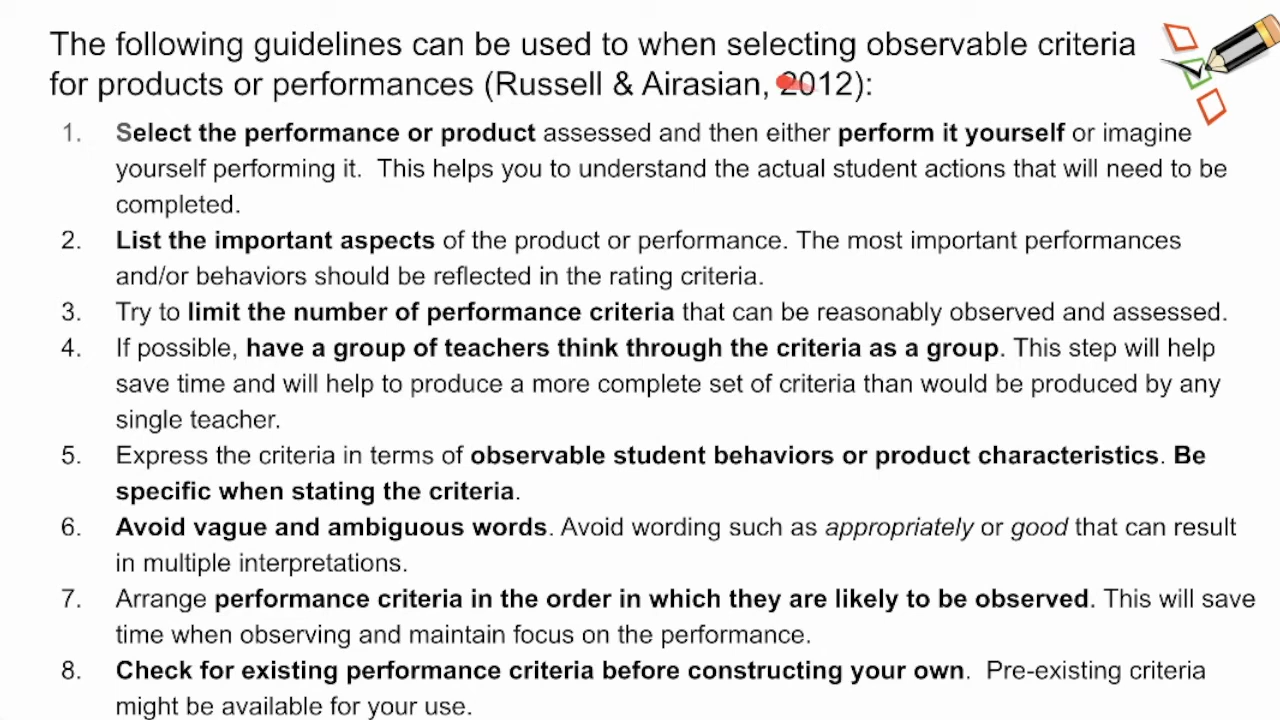 The following guidelines can be used to when selecting observable criteria
for products or performances (Russell & Airasian, 2012):
1. Select the performance or product assessed and then either perform it yourself or imagine
yourself performing it. This helps you to understand the actual student actions that will need to be
completed.
2. List the important aspects of the product or performance. The most important performances
and/or behaviors should be reflected in the rating criteria.
3. Try to limit the number of performance criteria that can be reasonably observed and assessed.
4. If possible, have a group of teachers think through the criteria as a group. This step will help
save time and will help to produce a more complete set of criteria than would be produced by any
single teacher.
5. Express the criteria in terms of observable student behaviors or product characteristics. Be
specific when stating the criteria.
6. Avoid vague and ambiguous words. Avoid wording such as appropriately or good that can result
in multiple interpretations.
7. Arrange performance criteria in the order in which they are likely to be observed. This will save
time when observing and maintain focus on the performance.
8. Check for existing performance criteria before constructing your own. Pre-existing criteria
might be available for your use.